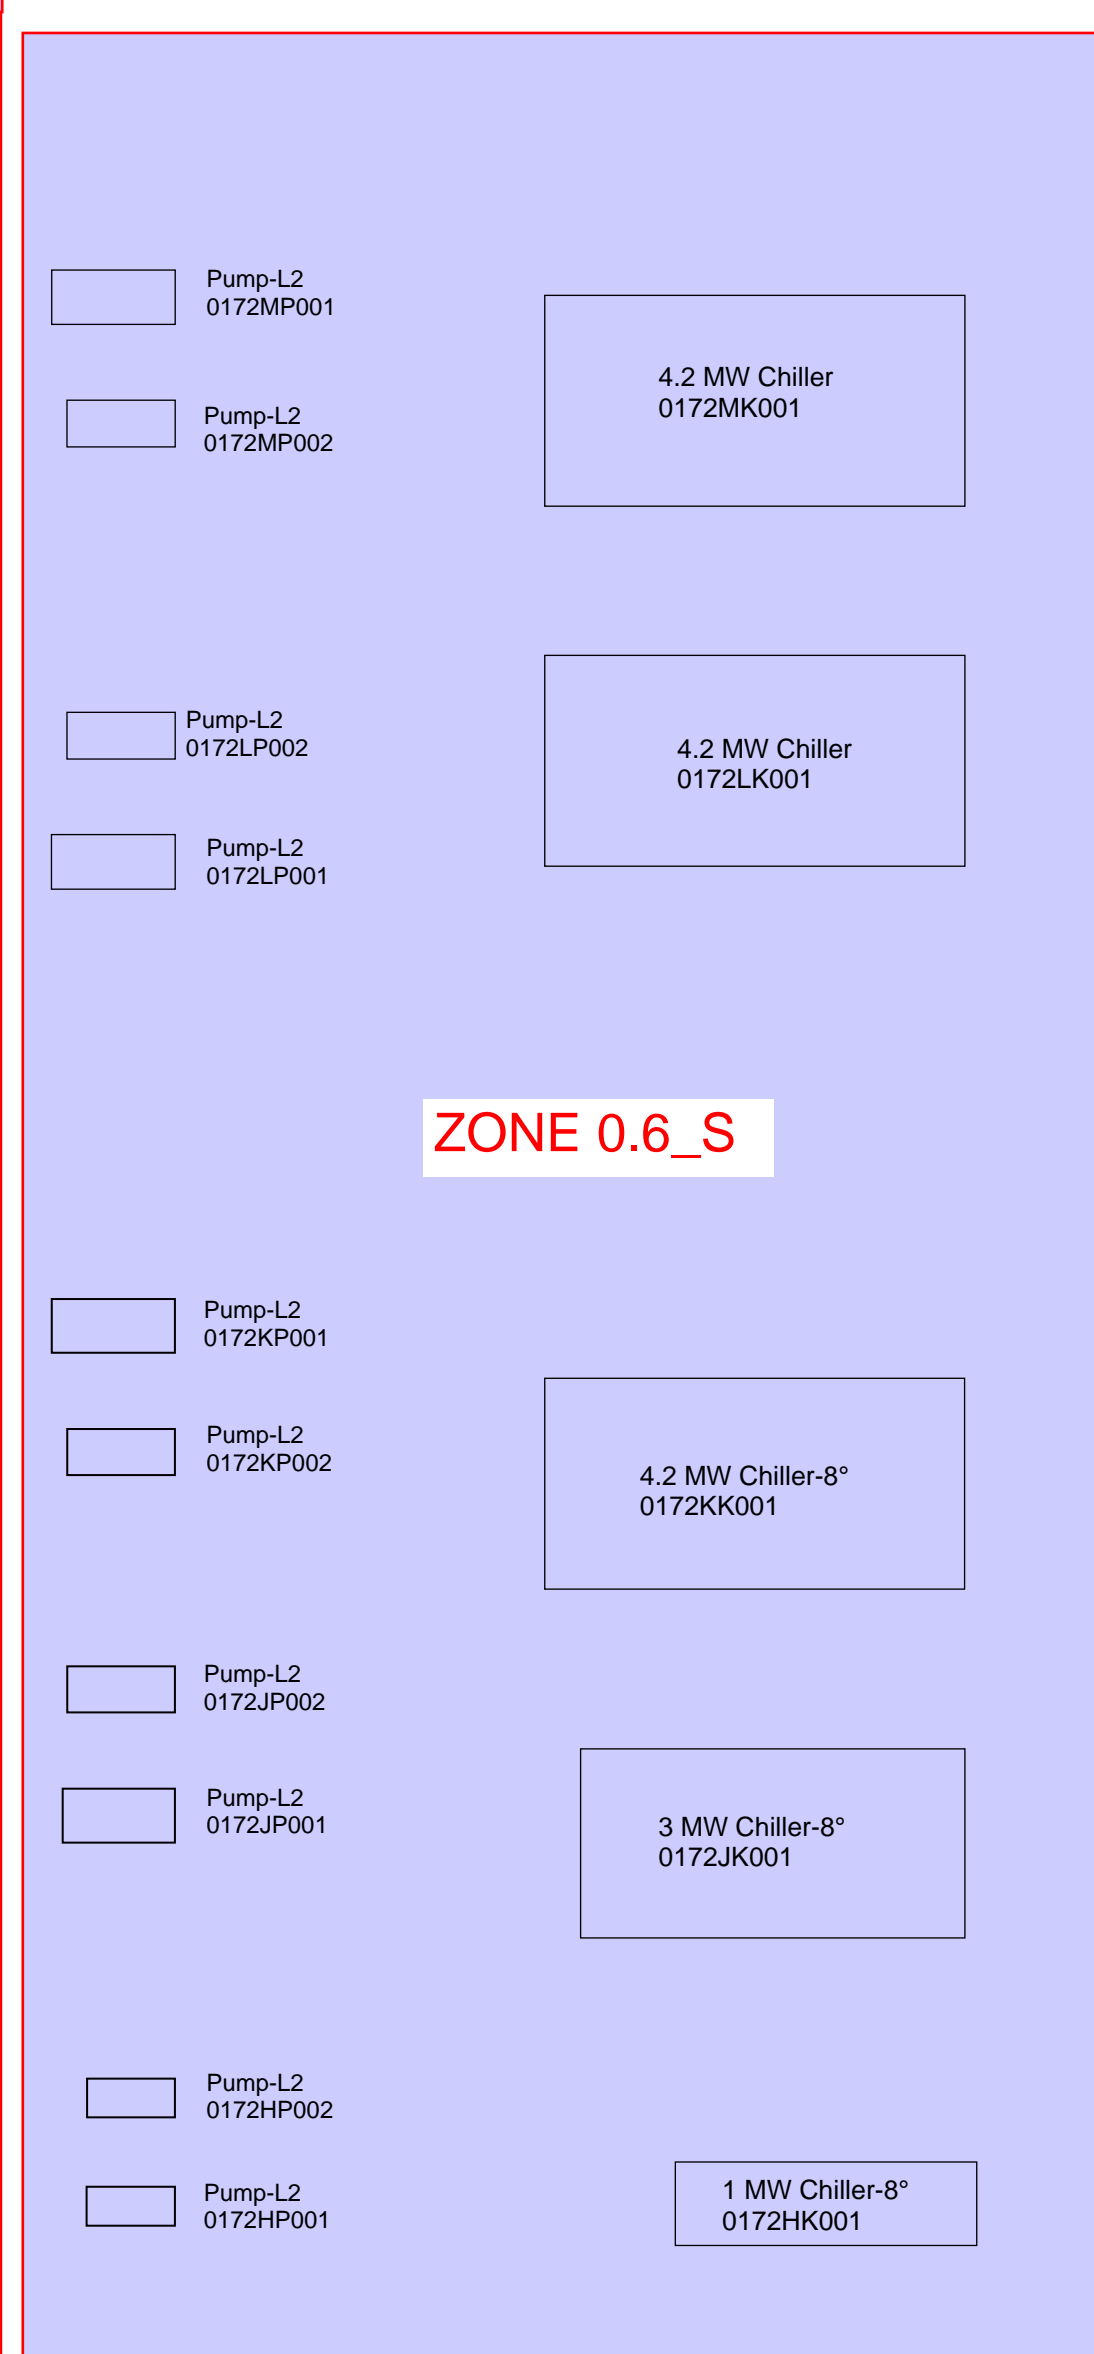 Pump-L2
0172MP001
4.2 MW Chiller
0172MK001
Pump-L2
0172MP002
Pump-L2
0172LP002
4.2 MW Chiller
0172LK001
Pump-L2
0172LP001
ZONE 0.6_S
Pump-L2
0172KP001
Pump-L2
0172KP002
4.2 MW Chiller-8°
0172KK001
Pump-L2
0172JP002
Pump-L2
0172JP001
3 MW Chiller-8°
0172JK001
Pump-L2
0172HP002
Pump-L2
0172HP001
1 MW Chiller-8°
0172HK001